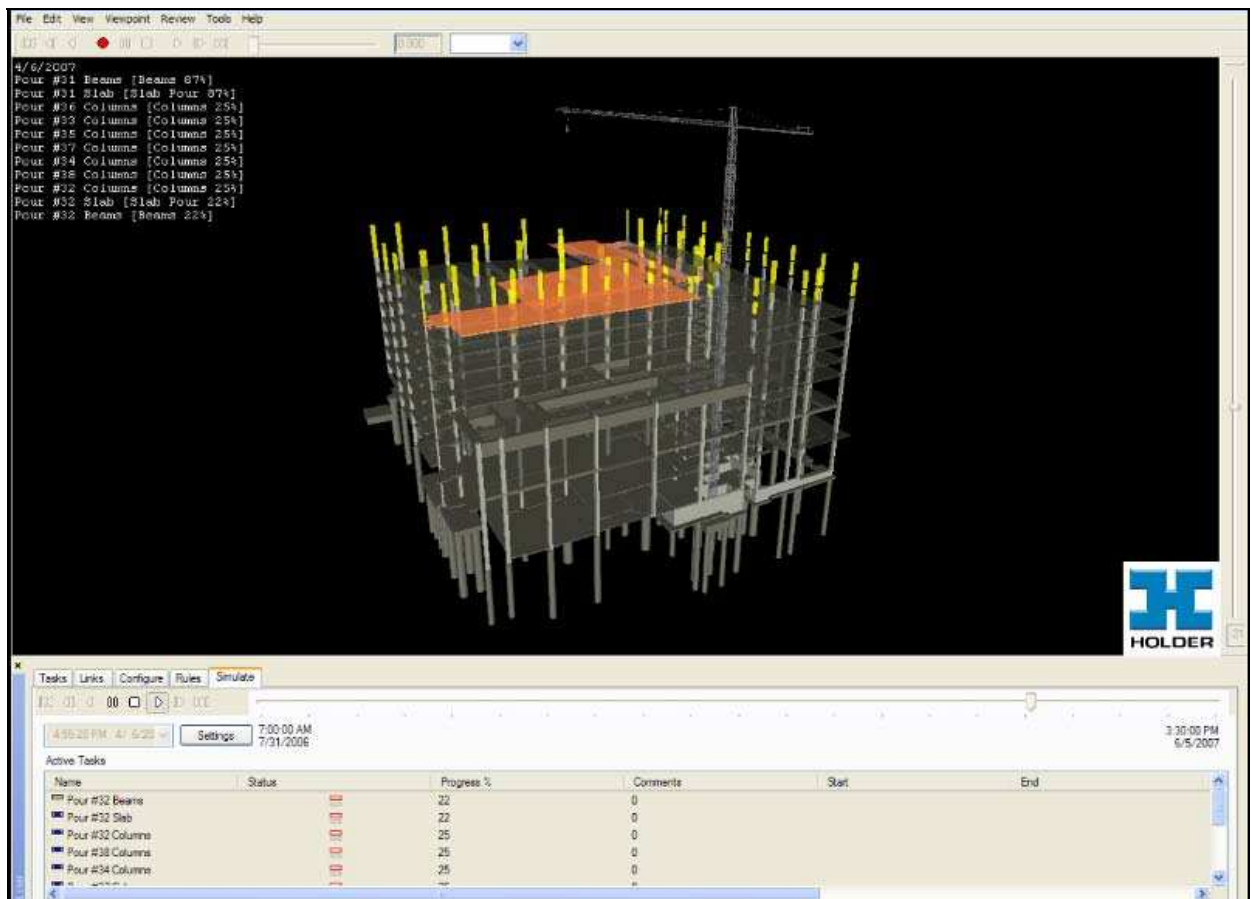 File Edit View Viewpoint Review Tools Help
0.000
4/6/2007
Pour #31 Beams [Beams 87%]
Pour #31 Slab [Slab Pour 87%]
Pour #36 Columns [Columns 25%]
Pour #33 Columns [Columns 25%]
Pour #35 Columns [Columns 25%]
Pour #37 Columns [Columns 25%]
Pour #34 Columns [Columns 25%]
Pour #38 Columns [Columns 25%]
Pour #32 Columns [Columns 25%]
Pour #32 Slab [Slab Pour 22%]
Pour #32 Beams [Beams 22%]
HOLDER
Tasks Links Configure Rules Simulate
Settings 7:00:00 AM 3:30:00 PM
7/31/2006 6/5/2007
Active Tasks
Name Status Progress % Comments Start End
Pour #32 Beams 22 0
Pour #32 Slab 22 0
Pour #32 Columns 25 0
Pour #38 Columns 25 0
Pour #34 Columns 25 0